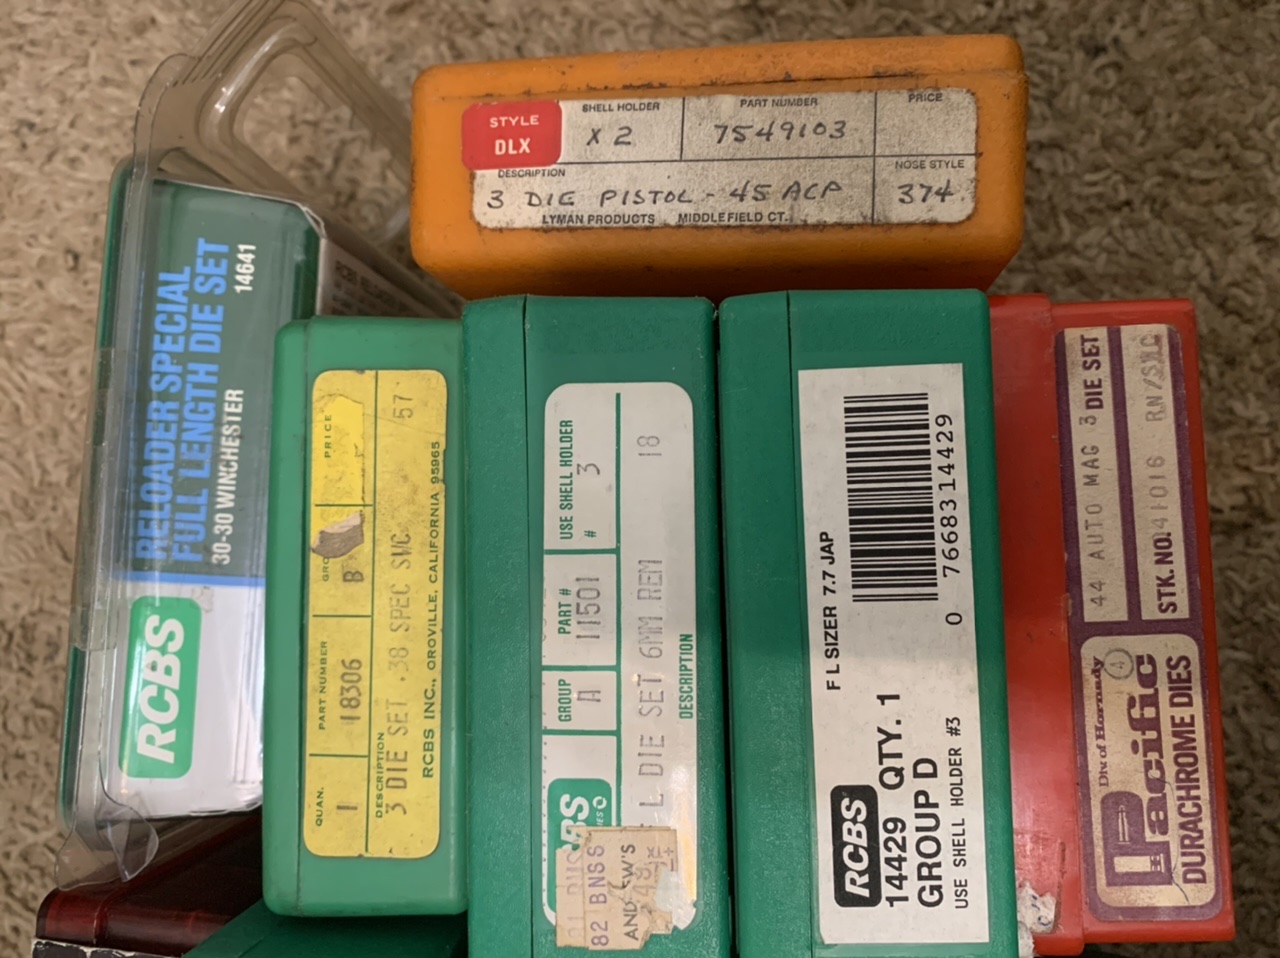 STYLE
DLX
SHELL HOLDER
X 2
PART NUMBER
7549103
PRICE
DESCRIPTION
3 DIE PISTOL - 45 ACP
NOSE STYLE
374
LYMAN PRODUCTS MIDDLEFIELD CT.
RCBS
RELOADER SPECIAL
FULL LENGTH DIE SET
30-30 WINCHESTER 14641
QUAN. PART NUMBER PRICE
1 18306 B
DESCRIPTION 57
3 DIE SET .38 SPEC SWC
RCBS INC., OROVILLE, CALIFORNIA 95965
GROUP PART # USE SHELL HOLDER
A 11501 # 3
L DIE SET 6MM REM 18
DESCRIPTION
82 BNSS
F L SIZER 7.7 JAP
0 76683 14429
RCBS
14429 QTY. 1
GROUP D
USE SHELL HOLDER #3
44 AUTO MAG 3 DIE SET
STK. NO. 41016 RN/SWC
Div of Hornady 4
Pacific
DURACHROME DIES